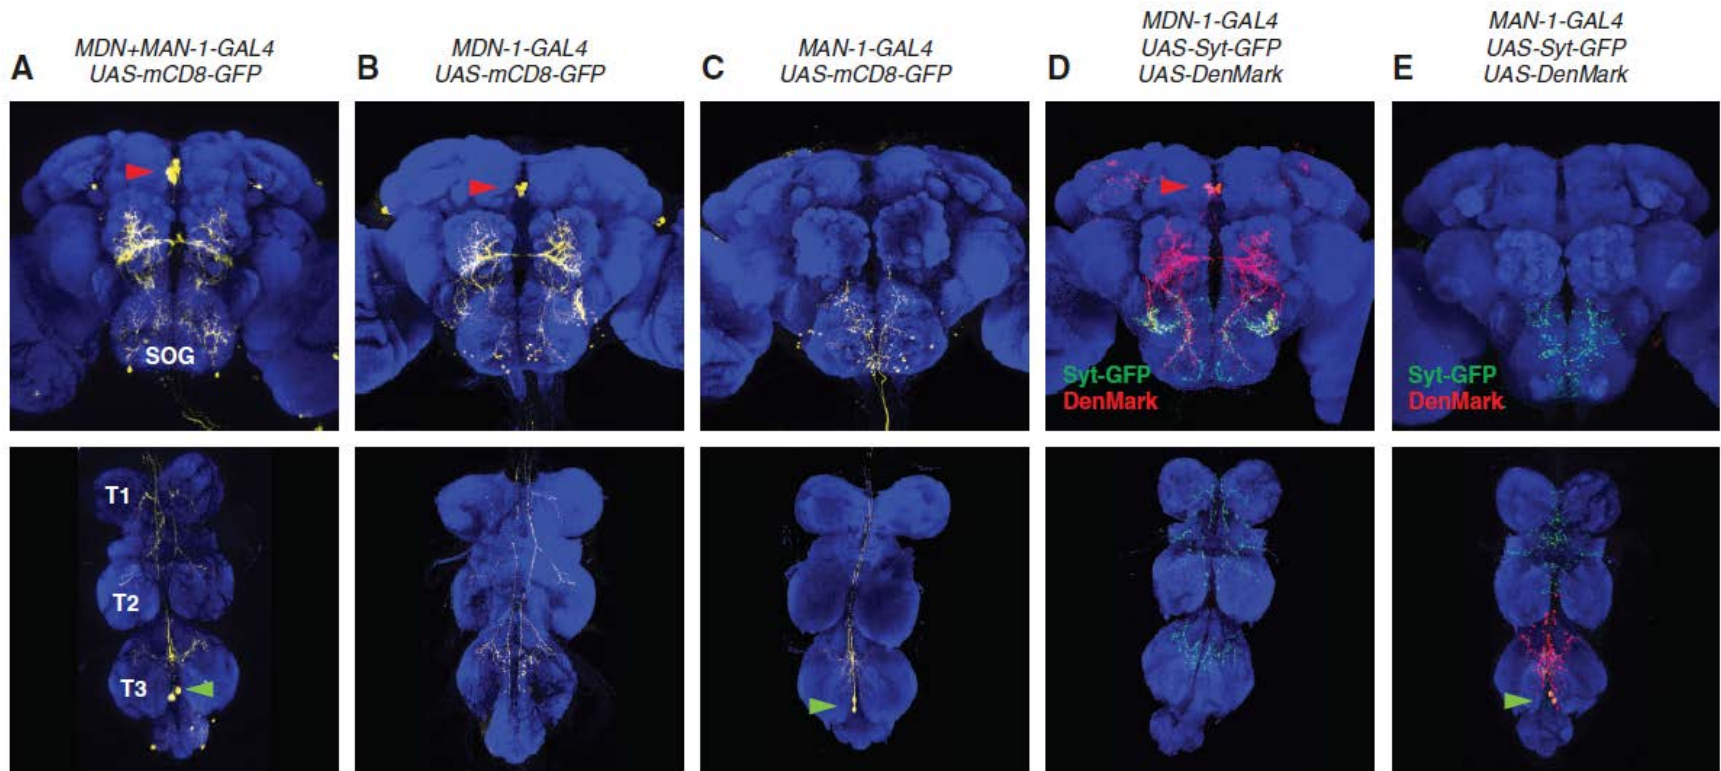 A
MDN+MAN-1-GAL4
UAS-mCD8-GFP
B
MDN-1-GAL4
UAS-mCD8-GFP
C
MAN-1-GAL4
UAS-mCD8-GFP
D
MDN-1-GAL4
UAS-Syt-GFP
UAS-DenMark
E
MAN-1-GAL4
UAS-Syt-GFP
UAS-DenMark
SOG
Syt-GFP
DenMark
Syt-GFP
DenMark
T1
T2
T3